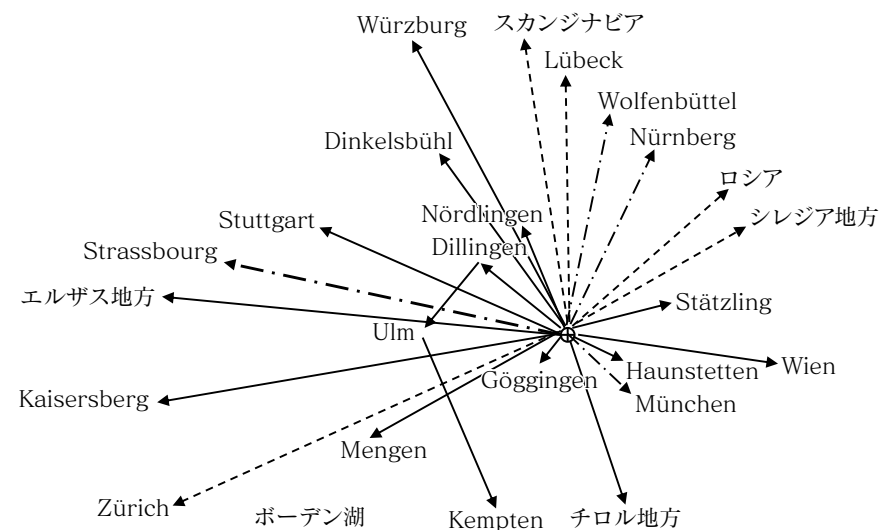 Würzburg
スカンジナビア
Lübeck
Wolfenbüttel
Dinkelsbühl
Nürnberg
ロシア
Nördlingen
シレジア地方
Stuttgart
Dillingen
Strassbourg
エルザス地方
Stätzling
Ulm
Wien
Haunstetten
Göggingen
Kaisersberg
München
Mengen
Zürich
ボーデン湖
Kempten
チロル地方